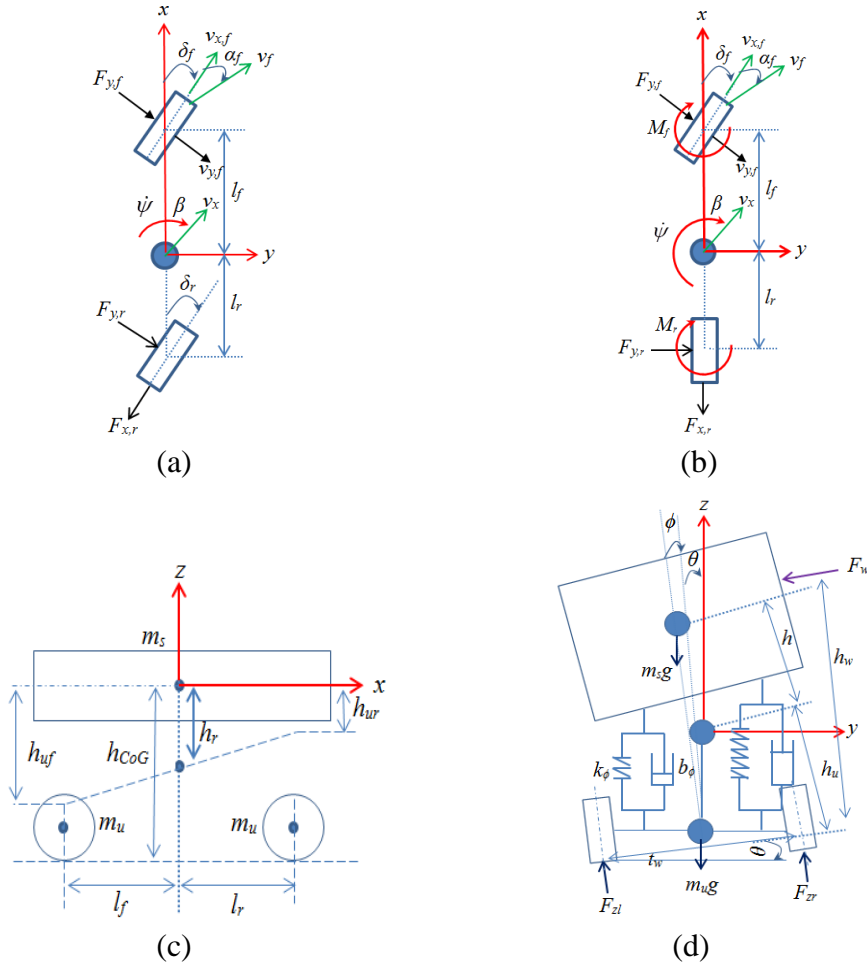 x
δf
vx,f
αf
vf
Fy,f
vy,f
lf
ψ̇
β
vx
y
δr
lr
Fy,r
Fx,r
(a)
x
δf
vx,f
αf
vf
Fy,f
Mf
vy,f
lf
ψ̇
β
vx
y
lr
Mr
Fy,r
Fx,r
(b)
z
ms
x
hur
hr
huf
hCoG
mu
mu
lf
lr
(c)
z
ϕ
θ
Fw
h
hw
msg
y
kϕ
bϕ
hu
tw
θ
mug
Fzl
Fzr
(d)